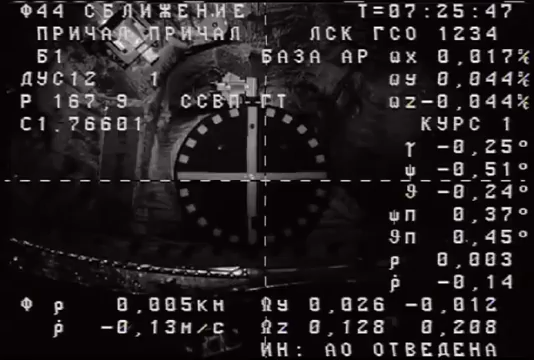 Ф44 СБЛИЖЕНИЕ Т=07:25:47
ПРИЧАЛ ПРИЧАЛ ЛСК ГСО 1234
Б1 БАЗА АР ωx 0,017%
ДУС12 1 ωy 0,044%
Р 167,9 ССВП ГТ ωz-0,044%
С1.76601 КУРС 1
γ -0,25°
ψ -0,51°
ϑ -0,24°
ψП 0,37°
ϑП 0,45°
ρ 0,003
ρ̇ -0,14
Ф ρ 0,005КМ Ωy 0,026 -0,012
ρ̇ -0,13М/С Ωz 0,128 0,208
ИН: АО ОТВЕДЕНА